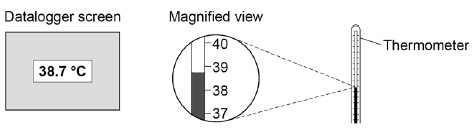 Datalogger screen
38.7 °C
Magnified view
40
39
38
37
Thermometer